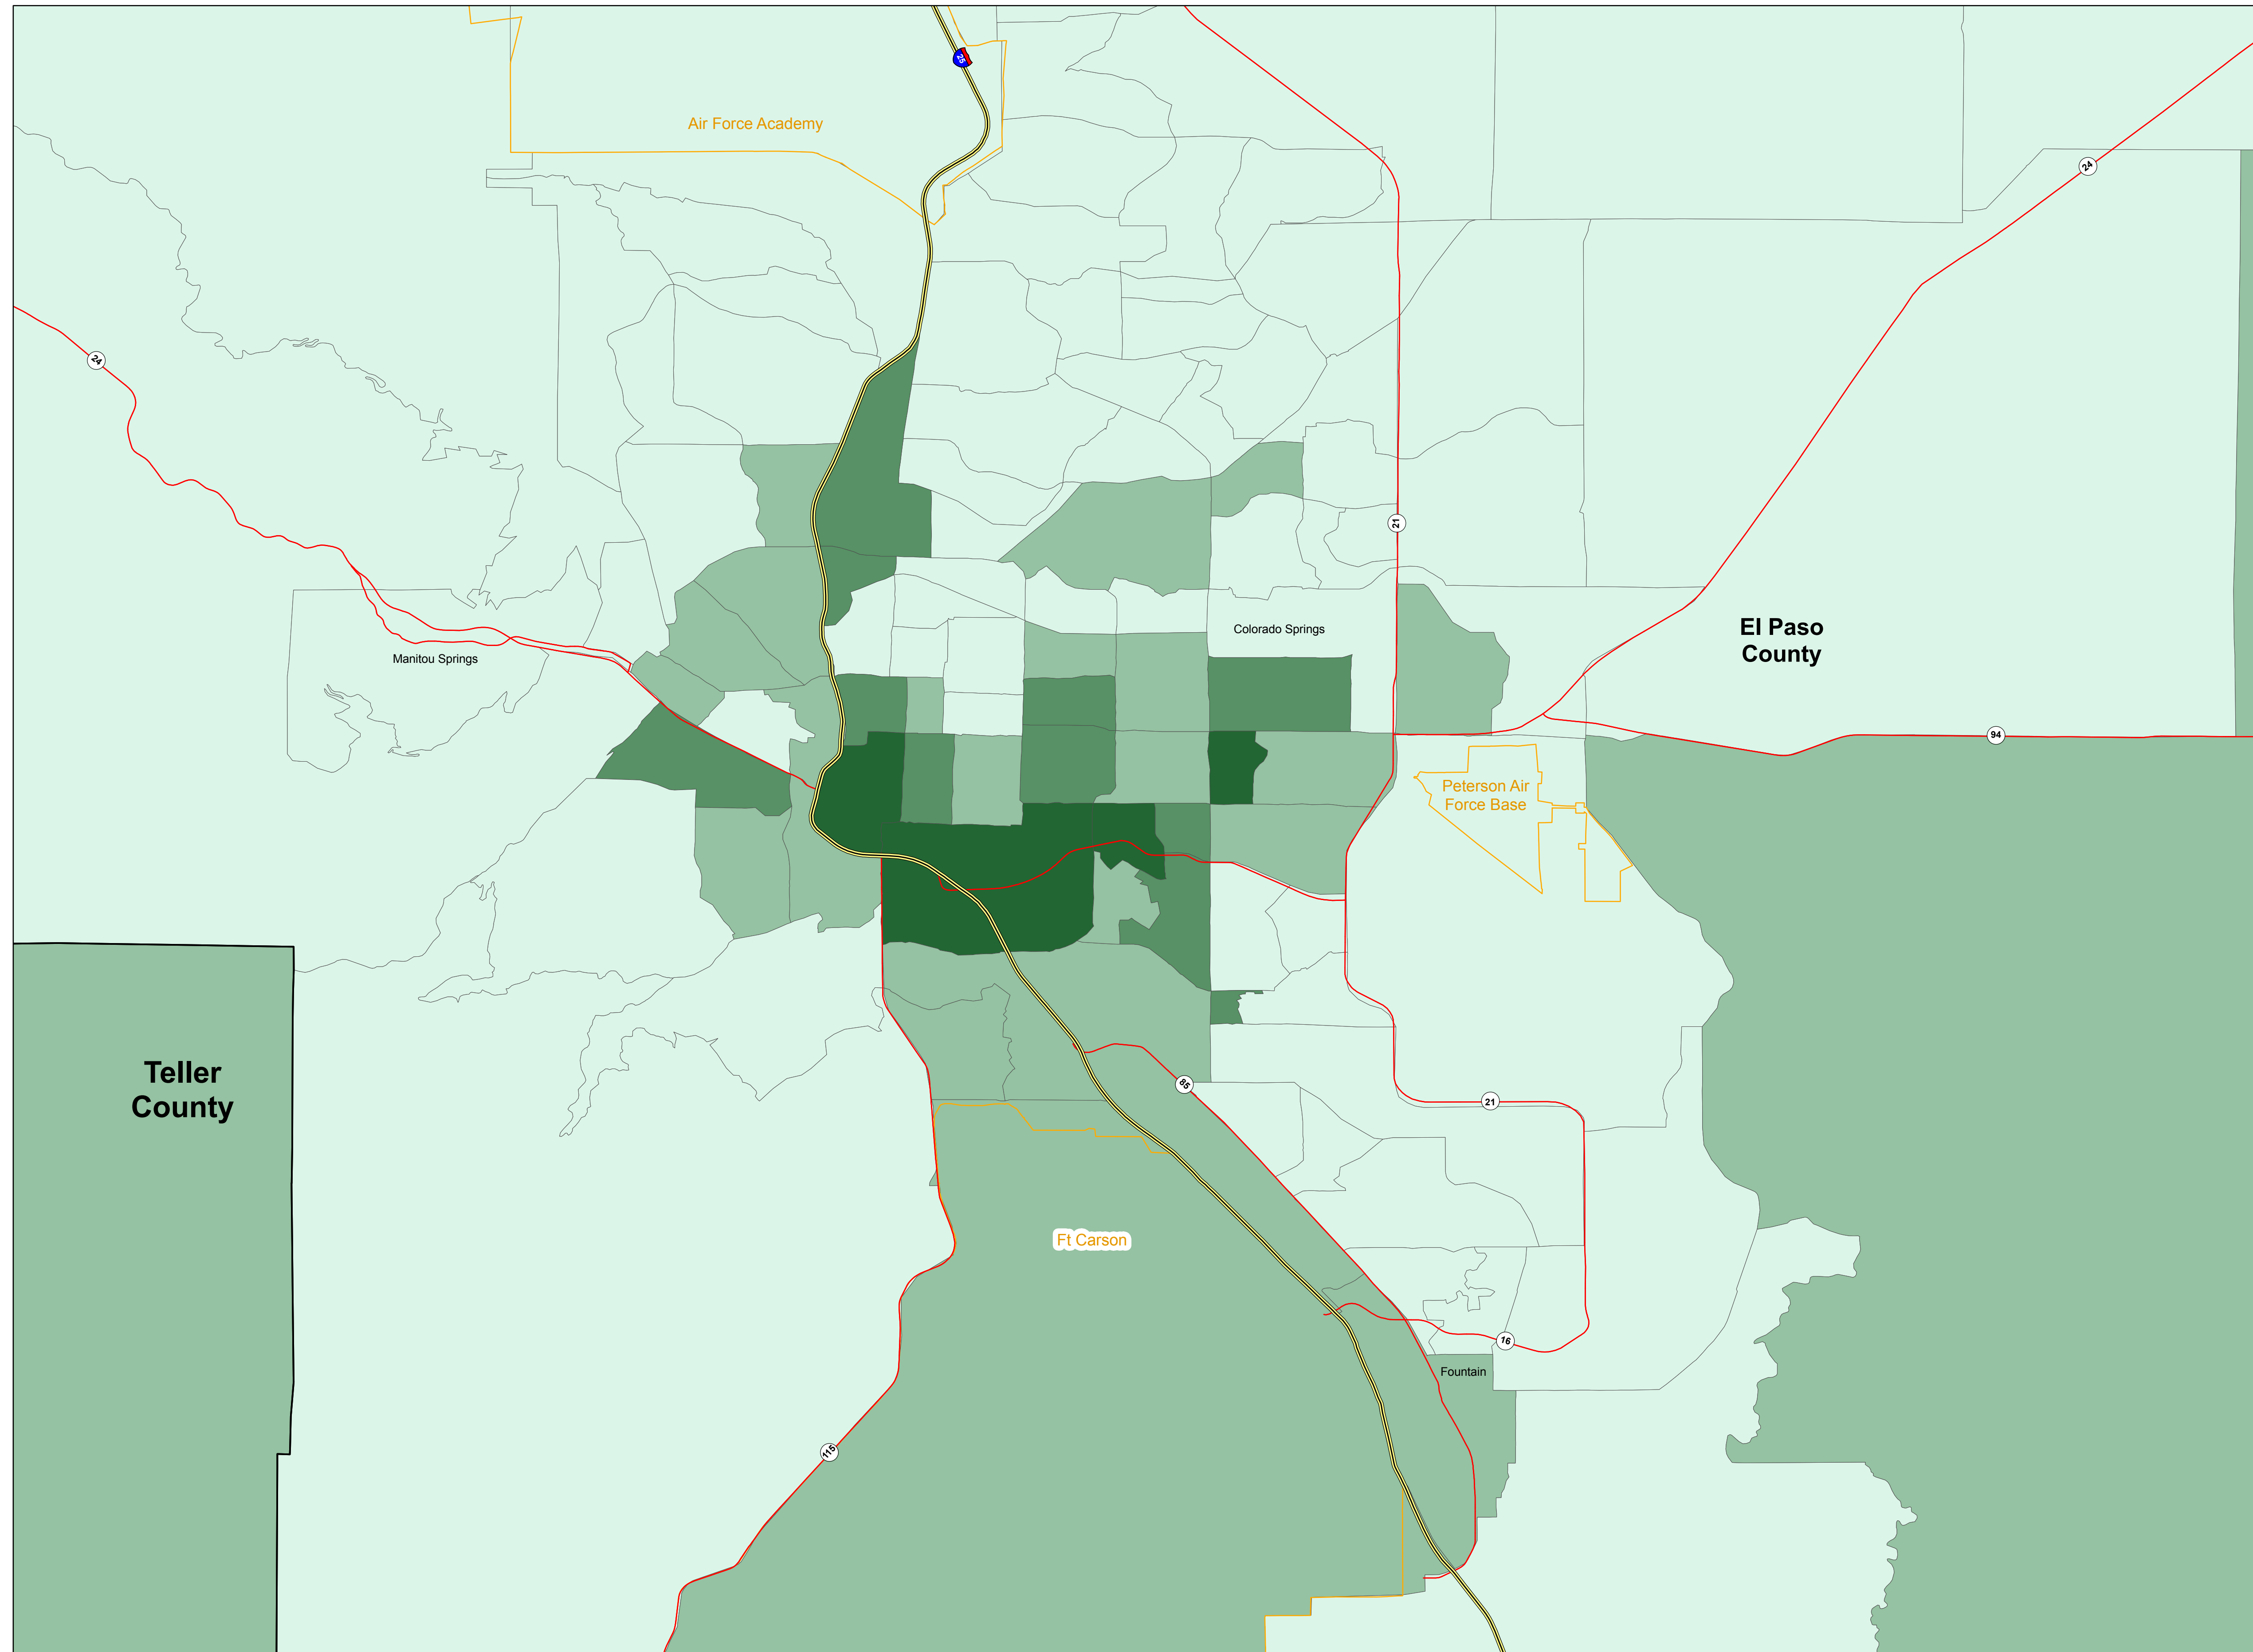 25
Air Force Academy
24
24
21
Colorado Springs
El Paso
County
Manitou Springs
94
Peterson Air
Force Base
Teller
County
85
21
Ft Carson
16
Fountain
115